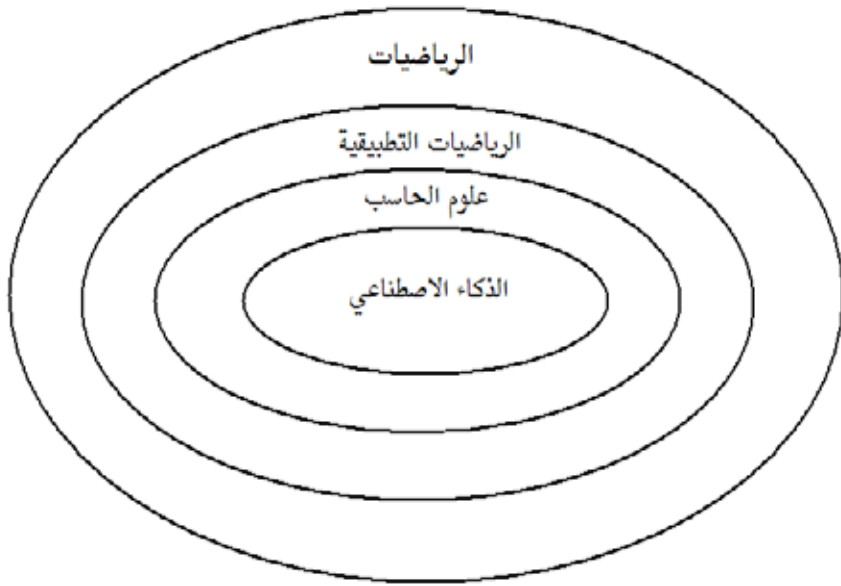 الرياضيات
الرياضيات التطبيقية
علوم الحاسب
الذكاء الاصطناعي